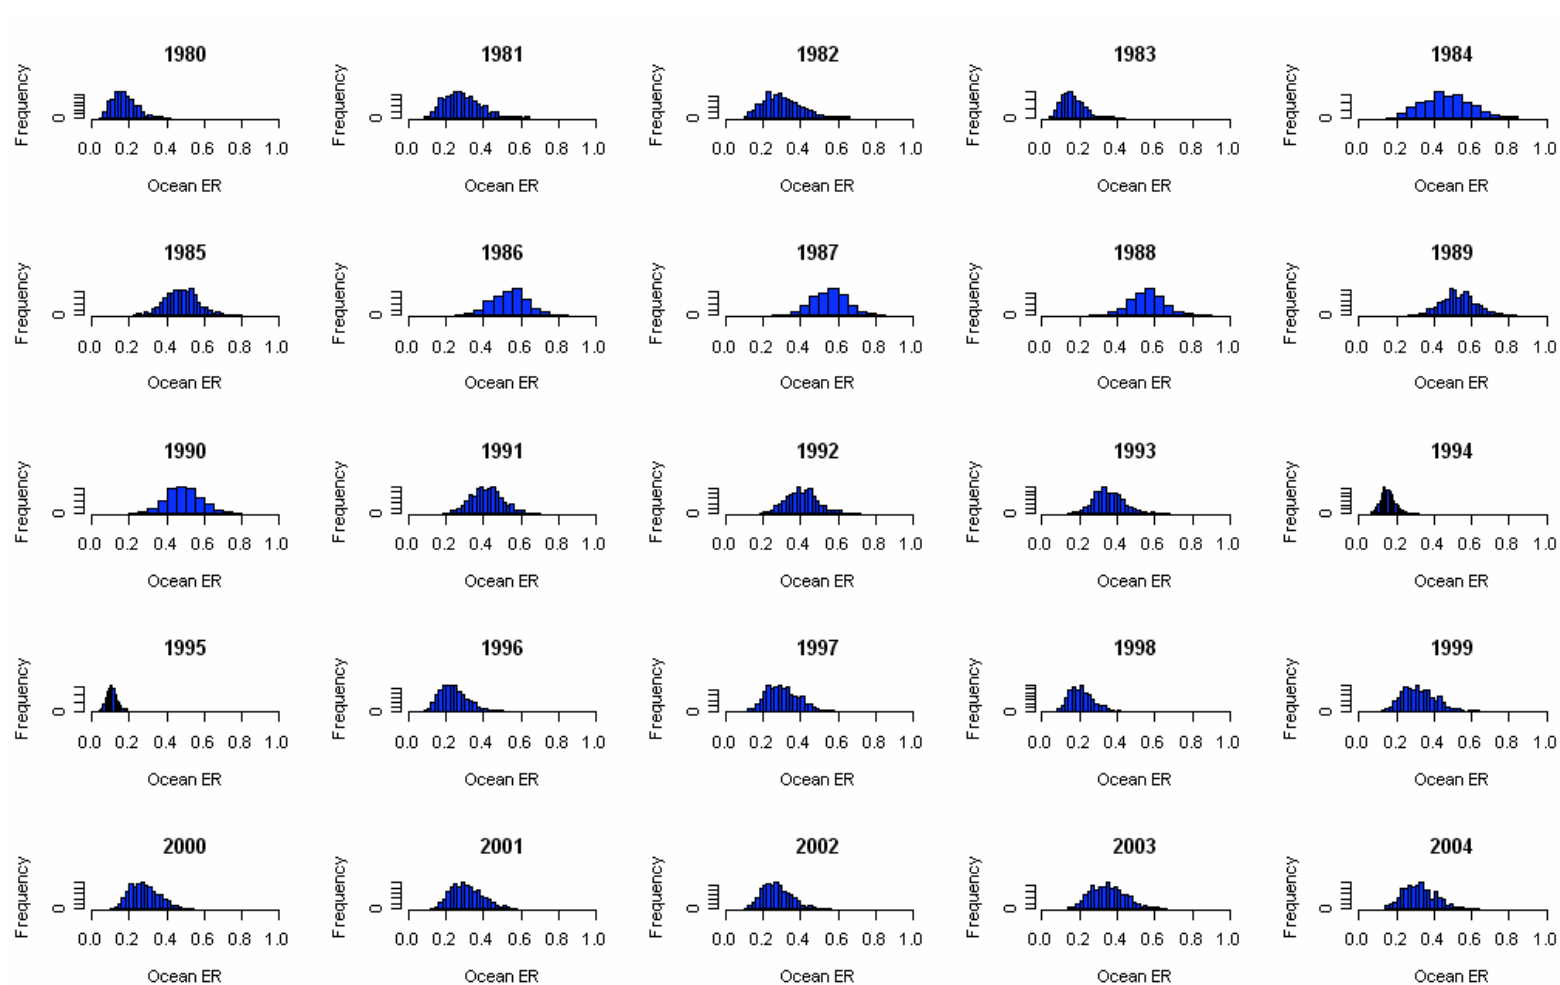 1980 1981 1982 1983 1984
Frequency Frequency Frequency Frequency Frequency
0 0 0 0 0
0.0 0.2 0.4 0.6 0.8 1.0 0.0 0.2 0.4 0.6 0.8 1.0 0.0 0.2 0.4 0.6 0.8 1.0 0.0 0.2 0.4 0.6 0.8 1.0 0.0 0.2 0.4 0.6 0.8 1.0
Ocean ER Ocean ER Ocean ER Ocean ER Ocean ER
1985 1986 1987 1988 1989
Frequency Frequency Frequency Frequency Frequency
0 0 0 0 0
0.0 0.2 0.4 0.6 0.8 1.0 0.0 0.2 0.4 0.6 0.8 1.0 0.0 0.2 0.4 0.6 0.8 1.0 0.0 0.2 0.4 0.6 0.8 1.0 0.0 0.2 0.4 0.6 0.8 1.0
Ocean ER Ocean ER Ocean ER Ocean ER Ocean ER
1990 1991 1992 1993 1994
Frequency Frequency Frequency Frequency Frequency
0 0 0 0 0
0.0 0.2 0.4 0.6 0.8 1.0 0.0 0.2 0.4 0.6 0.8 1.0 0.0 0.2 0.4 0.6 0.8 1.0 0.0 0.2 0.4 0.6 0.8 1.0 0.0 0.2 0.4 0.6 0.8 1.0
Ocean ER Ocean ER Ocean ER Ocean ER Ocean ER
1995 1996 1997 1998 1999
Frequency Frequency Frequency Frequency Frequency
0 0 0 0 0
0.0 0.2 0.4 0.6 0.8 1.0 0.0 0.2 0.4 0.6 0.8 1.0 0.0 0.2 0.4 0.6 0.8 1.0 0.0 0.2 0.4 0.6 0.8 1.0 0.0 0.2 0.4 0.6 0.8 1.0
Ocean ER Ocean ER Ocean ER Ocean ER Ocean ER
2000 2001 2002 2003 2004
Frequency Frequency Frequency Frequency Frequency
0 0 0 0 0
0.0 0.2 0.4 0.6 0.8 1.0 0.0 0.2 0.4 0.6 0.8 1.0 0.0 0.2 0.4 0.6 0.8 1.0 0.0 0.2 0.4 0.6 0.8 1.0 0.0 0.2 0.4 0.6 0.8 1.0
Ocean ER Ocean ER Ocean ER Ocean ER Ocean ER